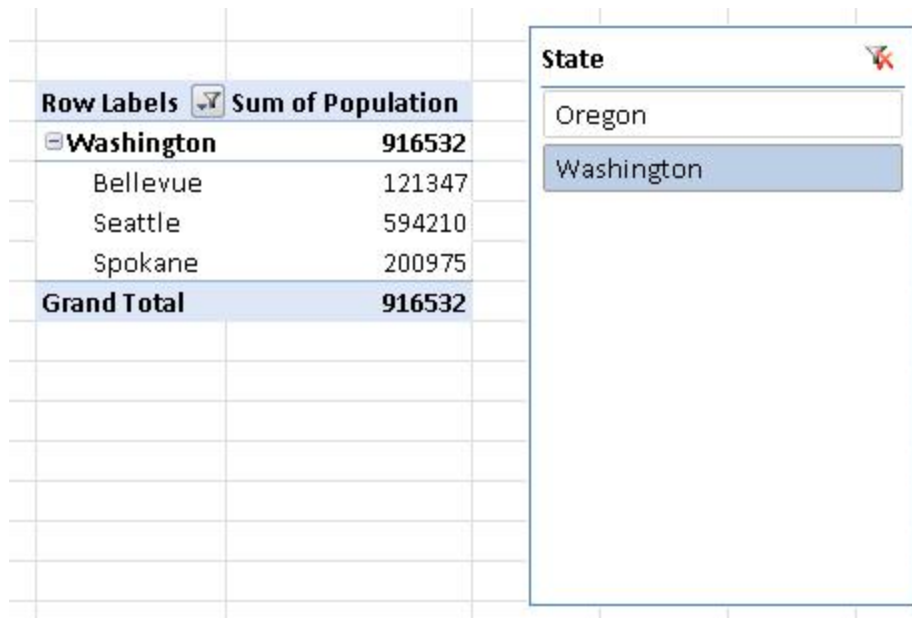 Row Labels Sum of Population
Washington 916532
Bellevue 121347
Seattle 594210
Spokane 200975
Grand Total 916532
State
Oregon
Washington